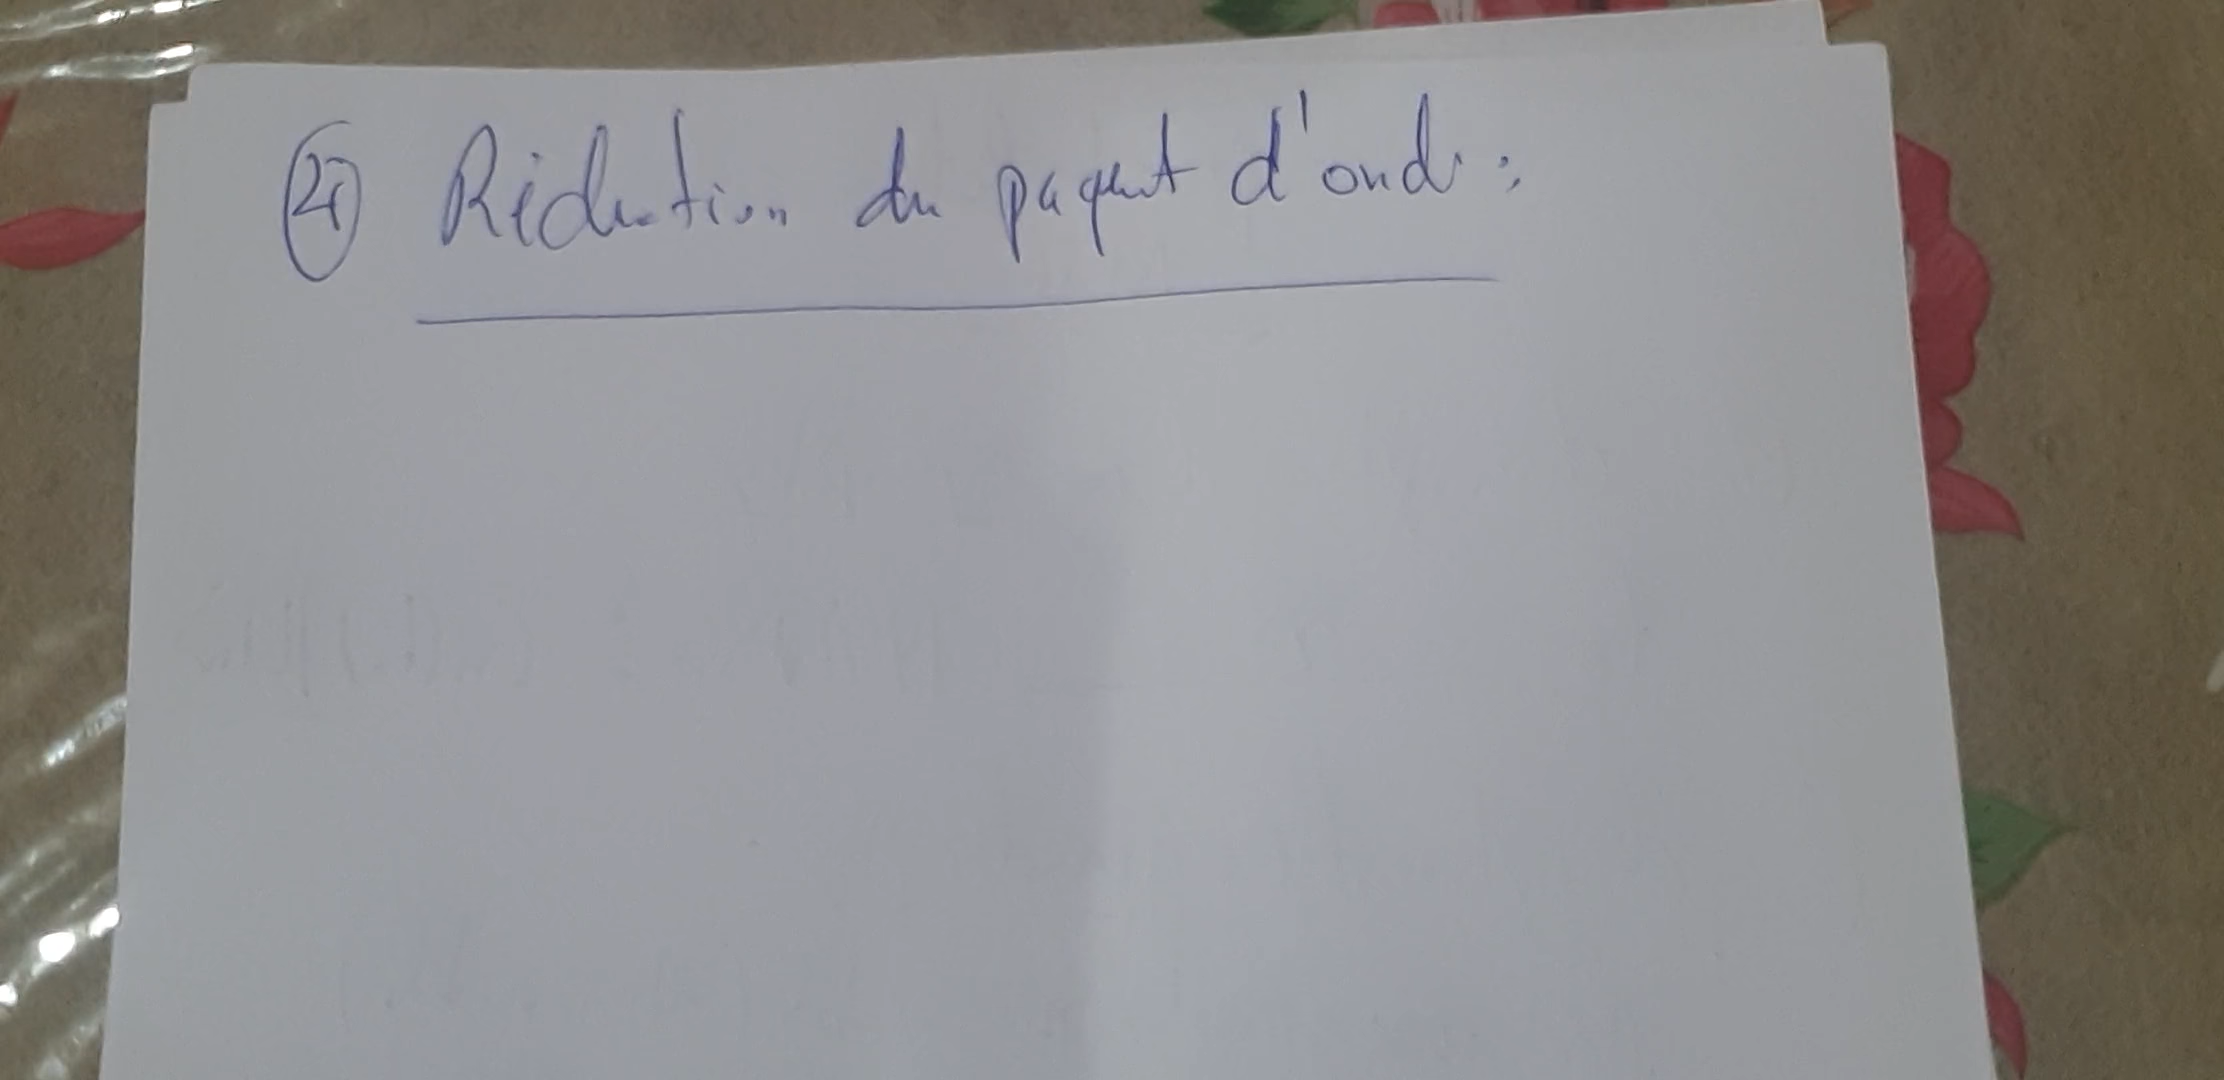 ④ Réduction du paquet d'onde :